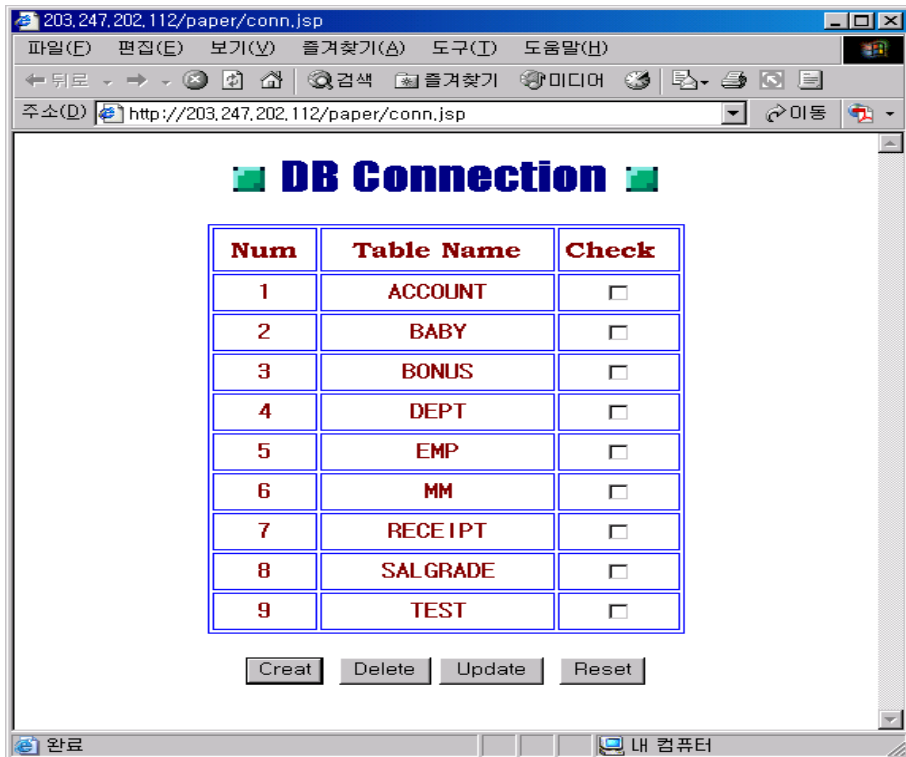 203,247,202,112/paper/conn,jsp
파일(F) 편집(E) 보기(V) 즐겨찾기(A) 도구(T) 도움말(H)
뒤로 검색 즐겨찾기 미디어
주소(D) http://203,247,202,112/paper/conn,jsp 이동
DB Connection
Num Table Name Check
1 ACCOUNT
2 BABY
3 BONUS
4 DEPT
5 EMP
6 MM
7 RECEIPT
8 SALGRADE
9 TEST
Creat Delete Update Reset
완료 내 컴퓨터